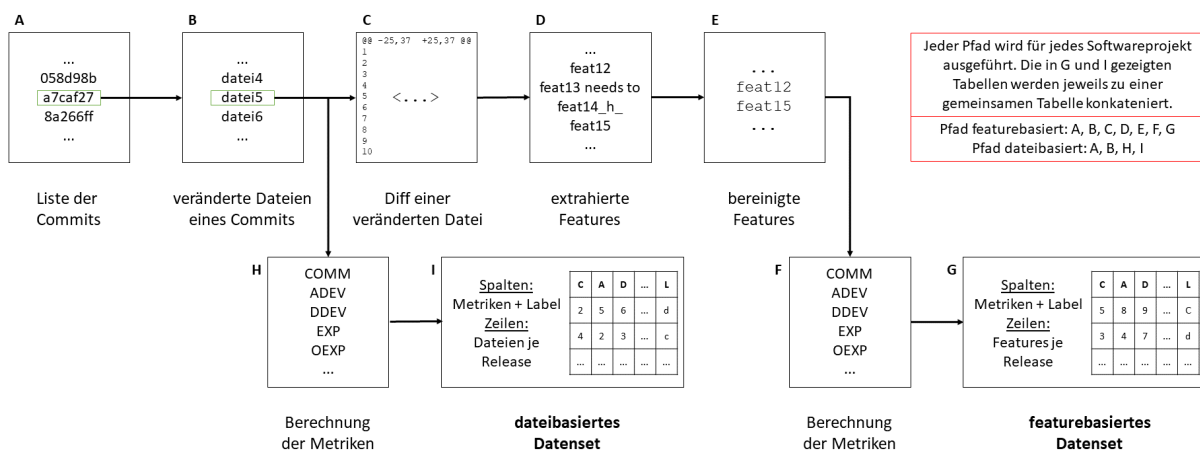 A
...
058d98b
a7caf27
8a266ff
...
Liste der
Commits
B
...
datei4
datei5
datei6
...
veränderte Dateien
eines Commits
C
@@ -25,37 +25,37 @@
1
2
3
4
5
6
7
8
9
10
<...>
Diff einer
veränderten Datei
D
...
feat12
feat13 needs to
feat14_h_
feat15
...
extrahierte
Features
E
...
feat12
feat15
...
bereinigte
Features
Jeder Pfad wird für jedes Softwareprojekt
ausgeführt. Die in G und I gezeigten
Tabellen werden jeweils zu einer
gemeinsamen Tabelle konkateniert.
Pfad featurebasiert: A, B, C, D, E, F, G
Pfad dateibasiert: A, B, H, I
H
COMM
ADEV
DDEV
EXP
OEXP
...
Berechnung
der Metriken
I
Spalten:
Metriken + Label
Zeilen:
Dateien je
Release
C A D ... L
2 5 6 ... d
4 2 3 ... c
... ... ... ... ...
dateibasiertes
Datenset
F
COMM
ADEV
DDEV
EXP
OEXP
...
Berechnung
der Metriken
G
Spalten:
Metriken + Label
Zeilen:
Features je
Release
C A D ... L
5 8 9 ... C
3 4 7 ... d
... ... ... ... ...
featurebasiertes
Datenset